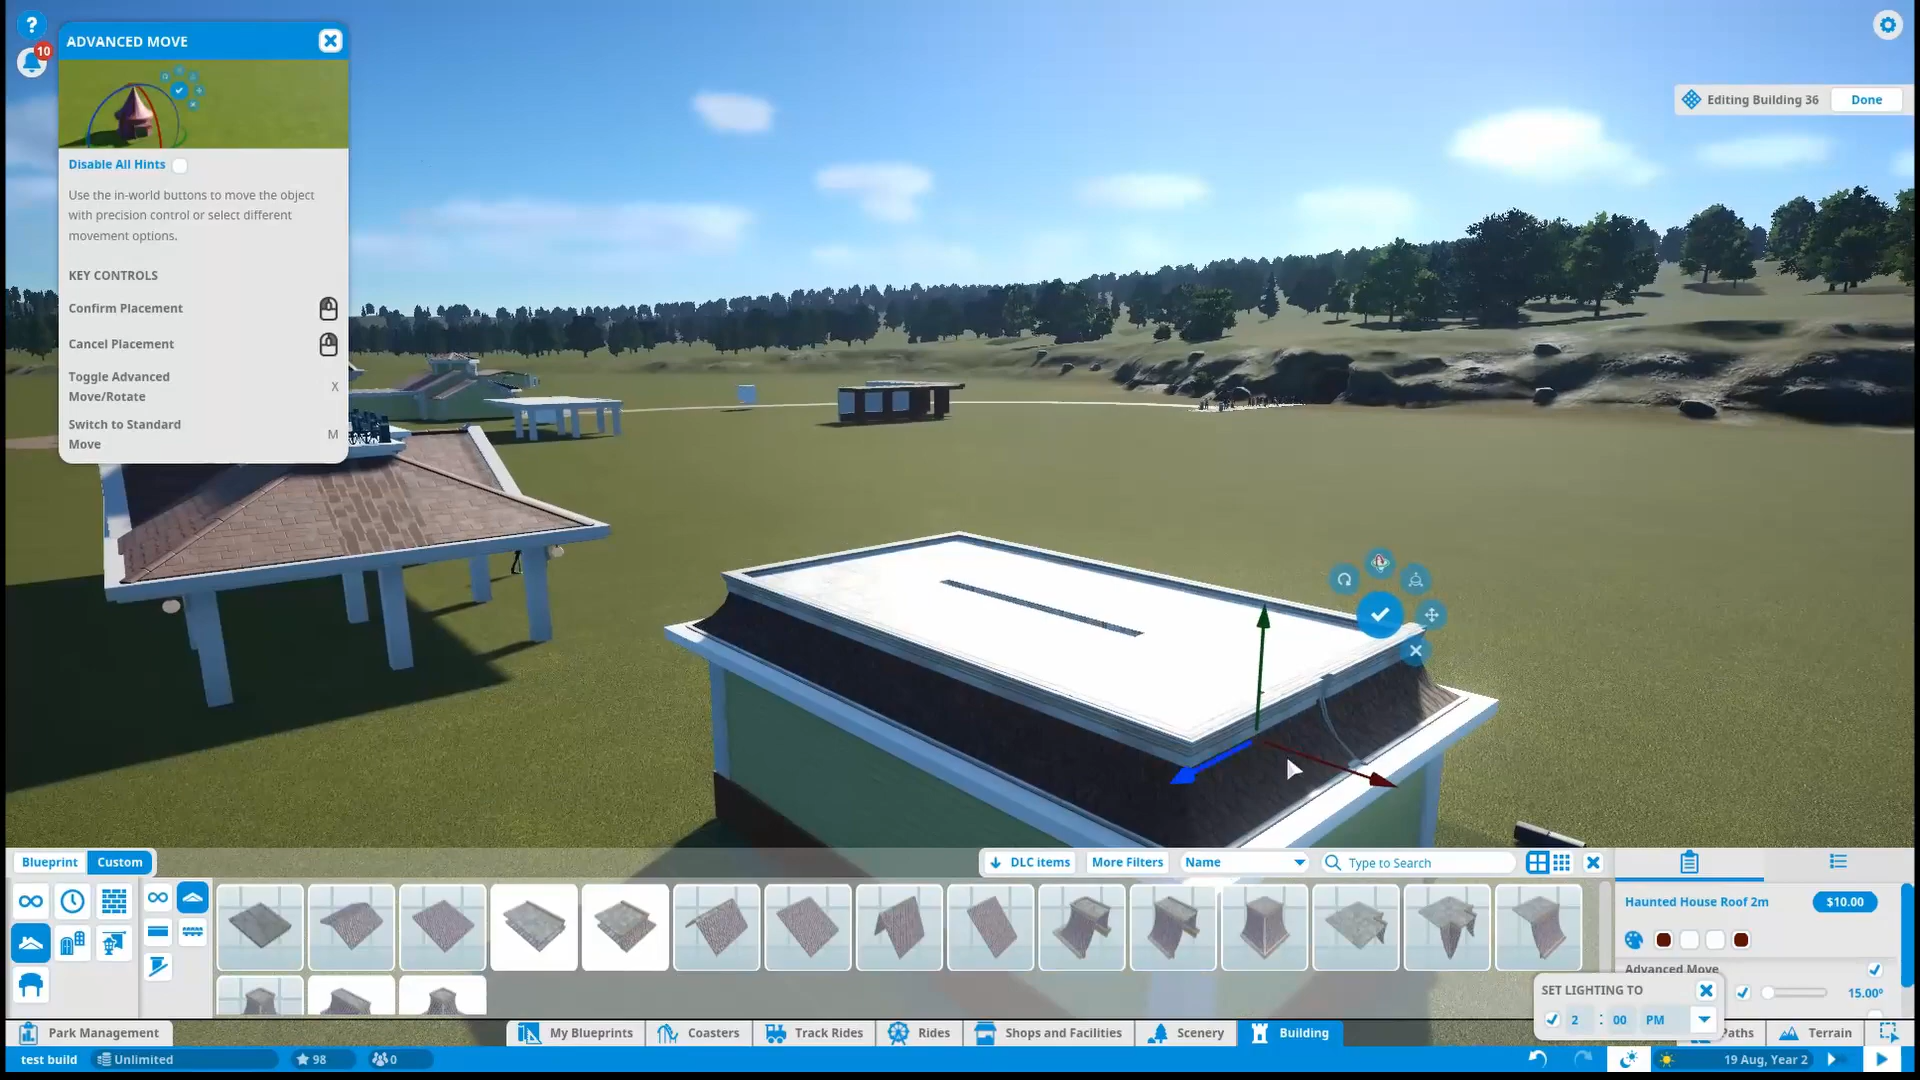 ?
10
ADVANCED MOVE
Disable All Hints
Use the in-world buttons to move the object
with precision control or select different
movement options.
KEY CONTROLS
Confirm Placement
Cancel Placement
Toggle Advanced
Move/Rotate
X
Switch to Standard
Move
M
Editing Building 36
Done
Blueprint
Custom
DLC items
More Filters
Name
Type to Search
Haunted House Roof 2m
$10.00
Advanced Move
15.00°
SET LIGHTING TO
2 : 00 PM
Park Management
My Blueprints
Coasters
Track Rides
Rides
Shops and Facilities
Scenery
Building
Paths
Terrain
test build
Unlimited
98
0
19 Aug, Year 2